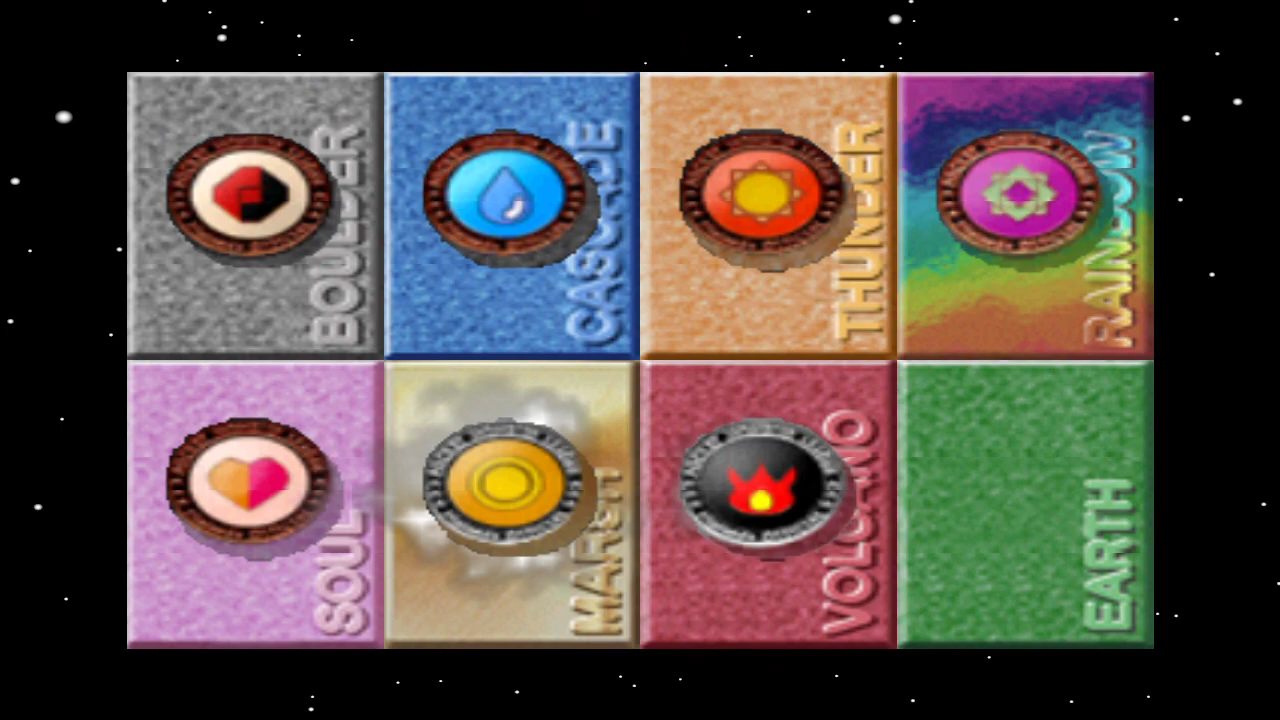 BOULDER
CASCADE
THUNDER
RAINBOW
SOUL
MARSH
VOLCANO
EARTH